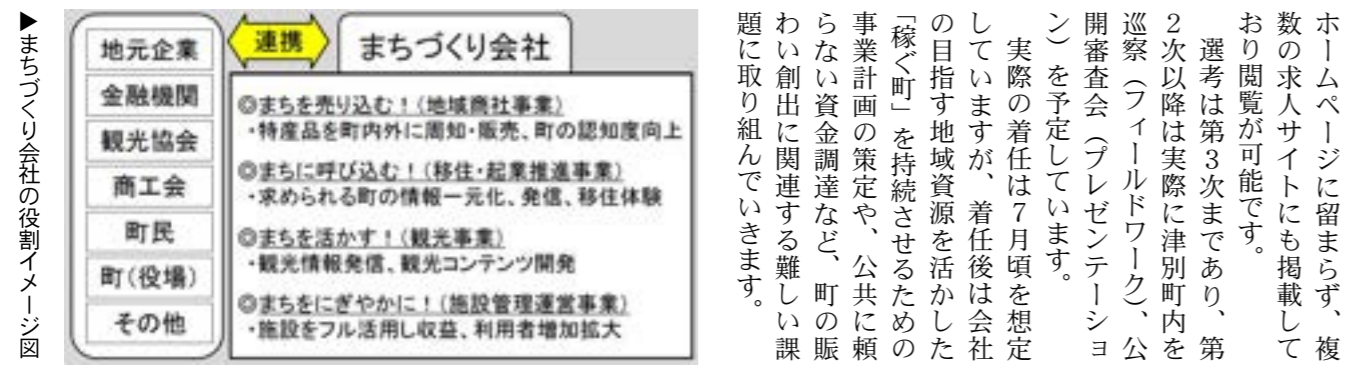 ホームページに留まらず、複
数の求人サイトにも掲載して
おり閲覧が可能です。
選考は第3次まであり、第
2次以降は実際に津別町内を
巡察（フィールドワーク）、公
開審査会（プレゼンテーショ
ン）を予定しています。
実際の着任は７月頃を想定
していますが、着任後は会社
の目指す地域資源を活かした
「稼ぐ町」を持続させるための
事業計画の策定や、公共に頼
らない資金調達など、町の賑
わい創出に関連する難しい課
題に取り組んでいきます。
地元企業
金融機関
観光協会
商工会
町民
町(役場)
その他
連携
まちづくり会社
◎まちを売り込む！(地域商社事業)
・特産品を町内外に周知・販売、町の認知度向上
◎まちに呼び込む！(移住・起業推進事業)
・求められる町の情報一元化、発信、移住体験
◎まちを活かす！(観光事業)
・観光情報発信、観光コンテンツ開発
◎まちをにぎやかに！(施設管理運営事業)
・施設をフル活用し収益、利用者増加拡大
▶まちづくり会社の役割イメージ図